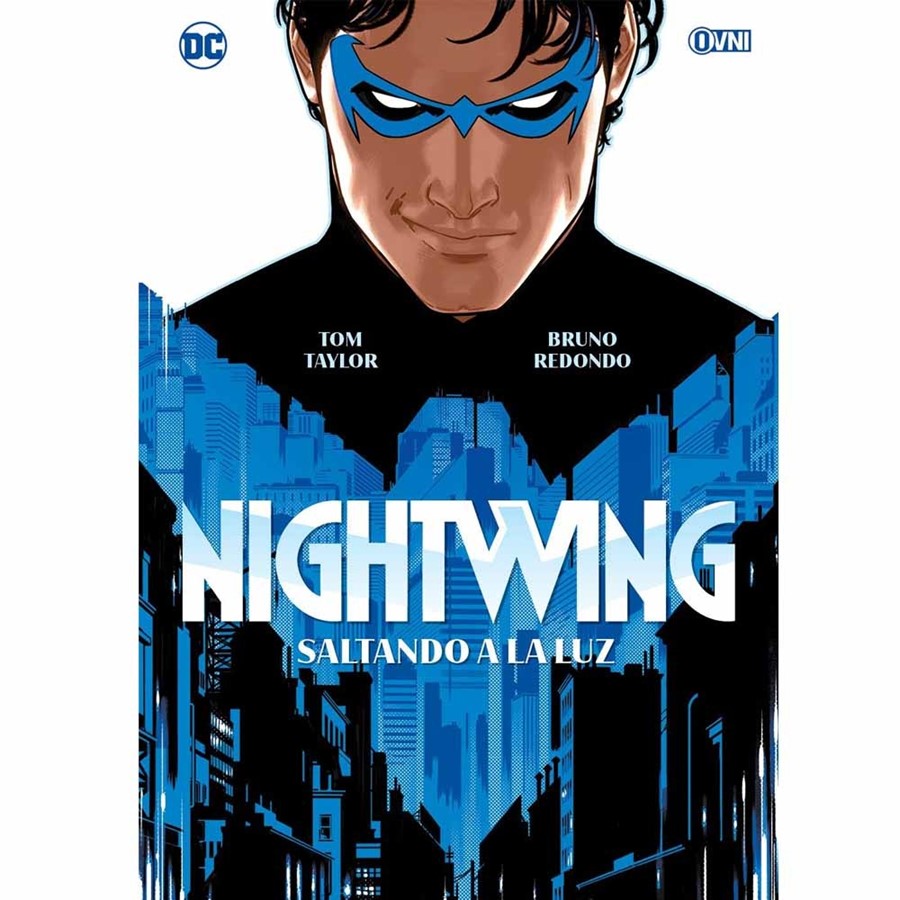 DC
OVNI
TOM
TAYLOR
BRUNO
REDONDO
NIGHTWING
SALTANDO A LA LUZ